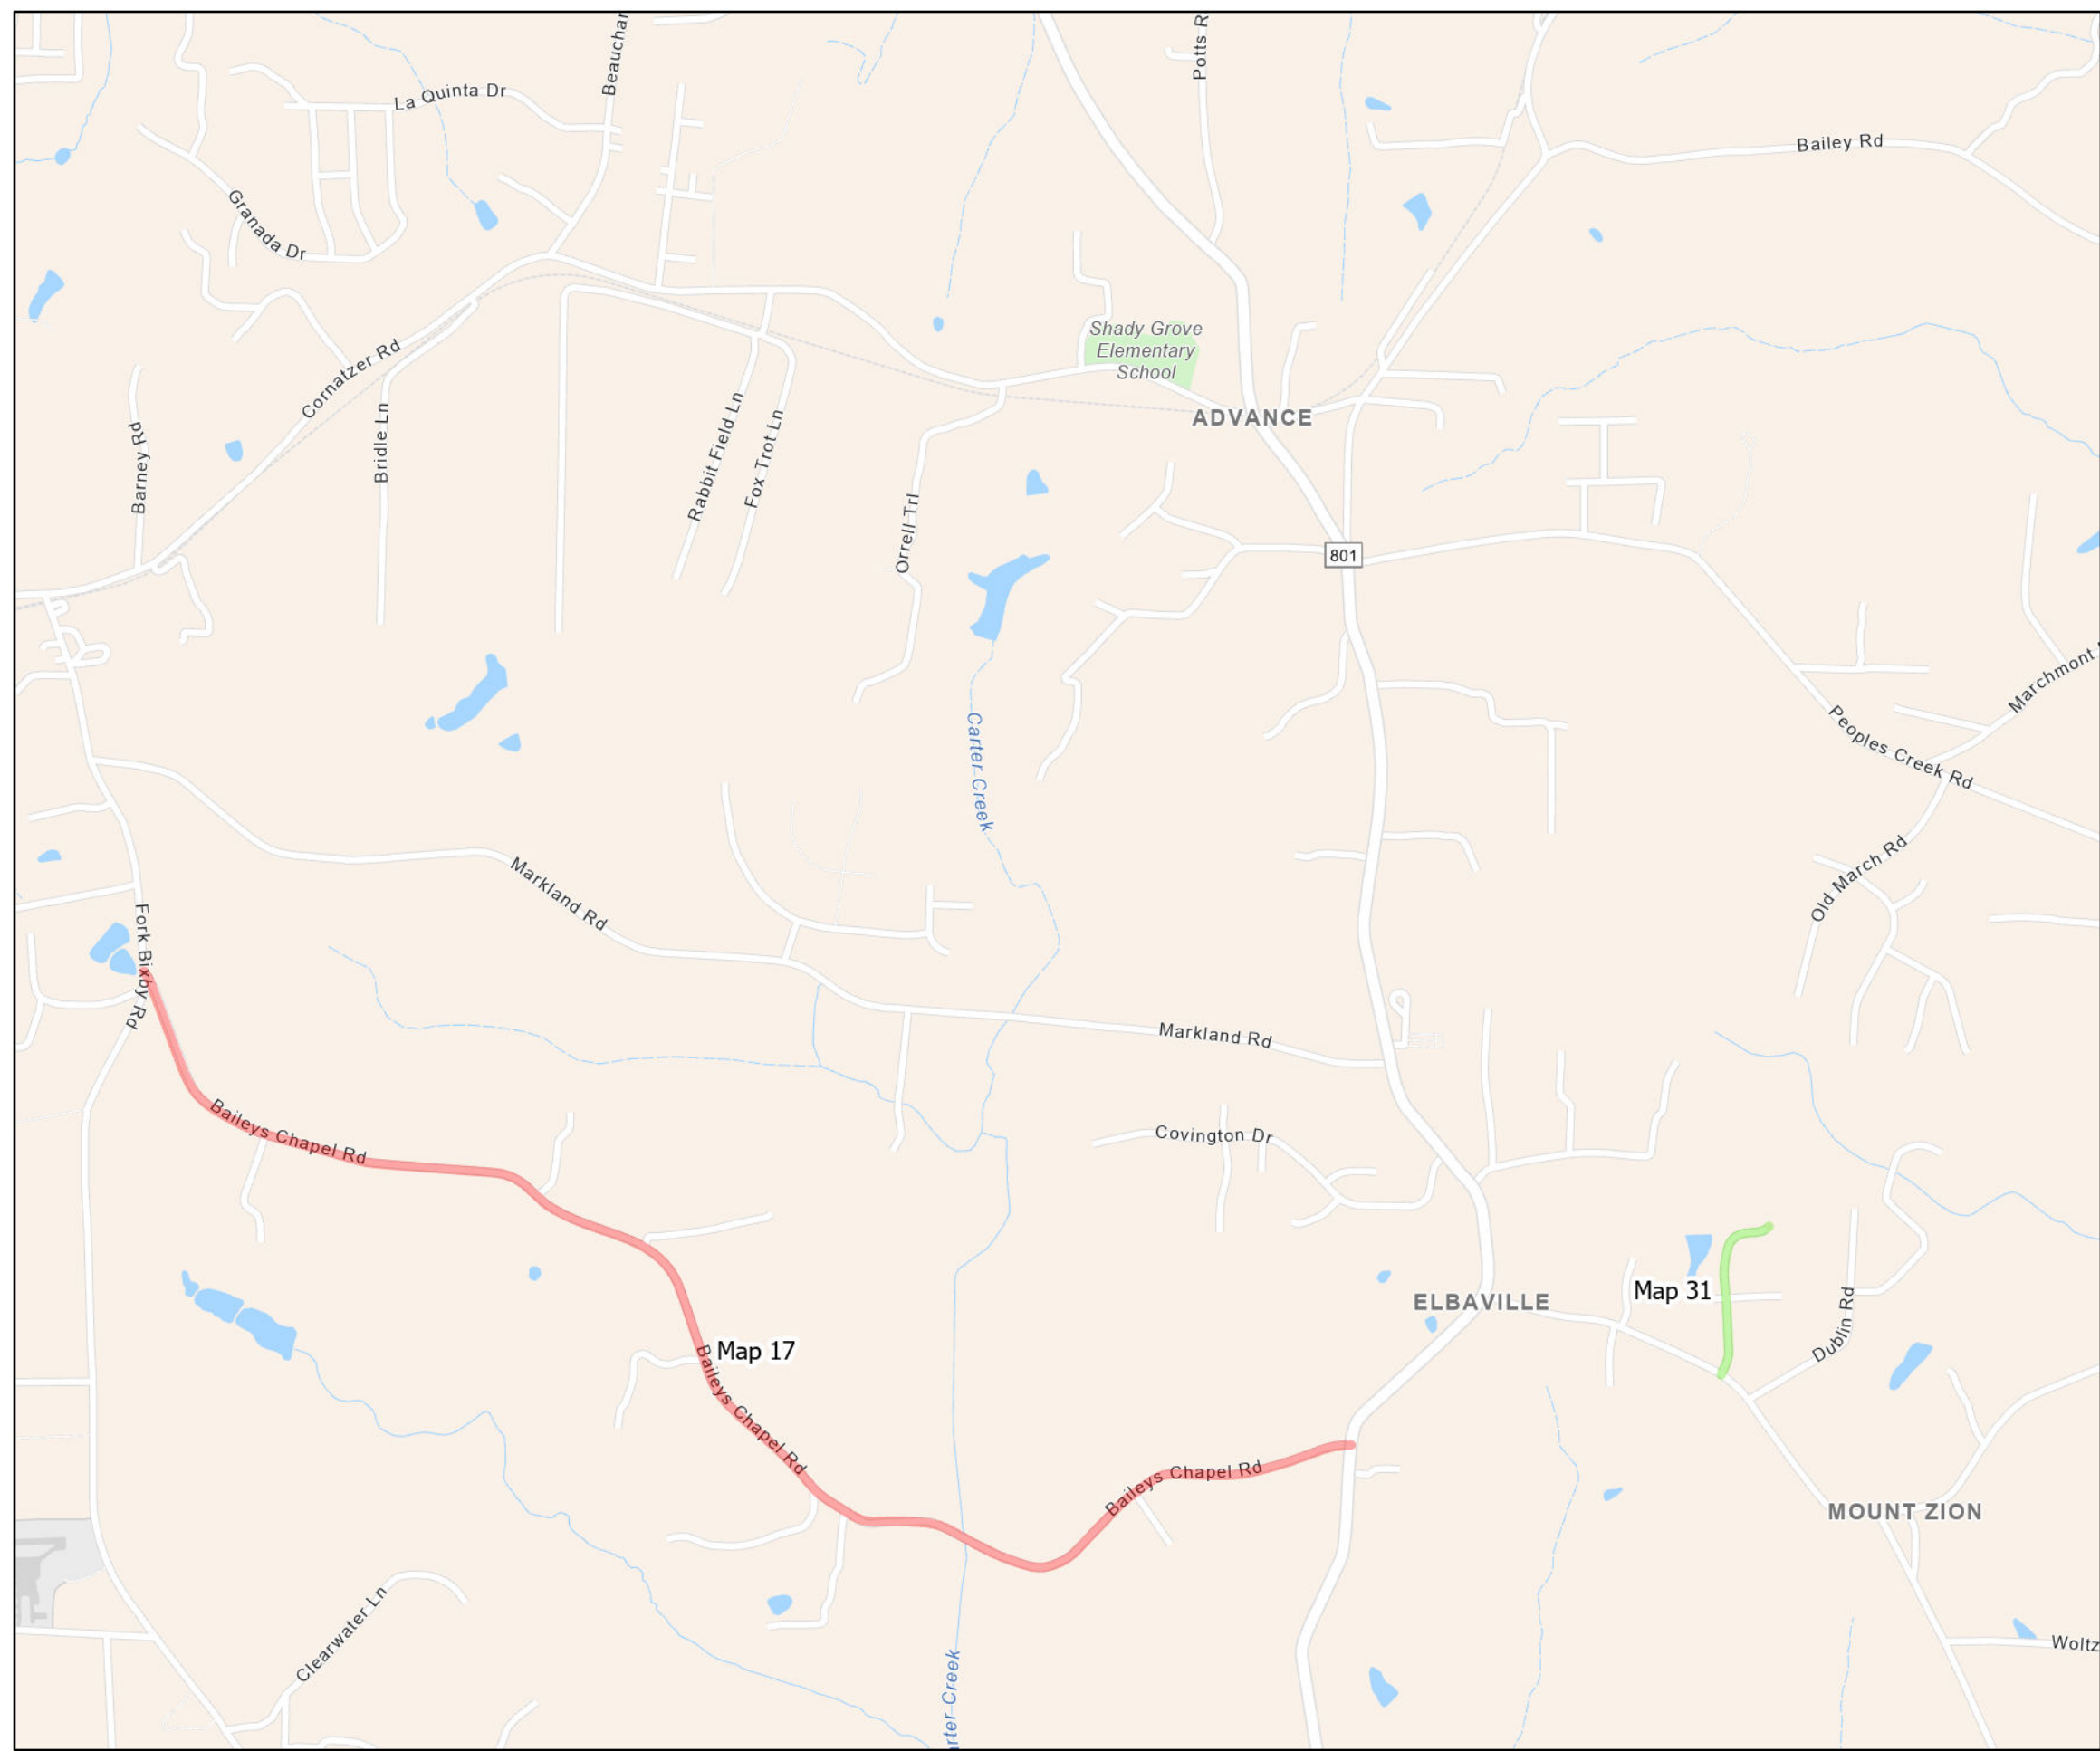 Beauchar
Potts R
La Quinta Dr
Bailey Rd
Granada Dr
Shady Grove
Elementary
School
Cornatzer Rd
ADVANCE
Barney Rd
Bridle Ln
Rabbit Field Ln
Fox Trot Ln
Orrell Trl
801
Marchmont
Carter Creek
Peoples Creek Rd
Markland Rd
Old March Rd
Fork Bixby Rd
Markland Rd
Baileys Chapel Rd
Covington Dr
Map 31
ELBAVILLE
Dublin Rd
Map 17
Baileys Chapel Rd
Baileys Chapel Rd
MOUNT ZION
Clearwater Ln
Woltz
rter Creek